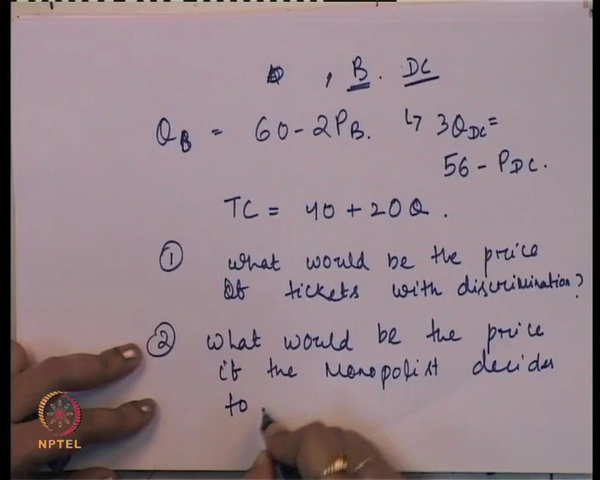 , B. DC
QB = 60-2PB. ↳ 3QDC =
56 - PDC.
TC = 40 + 20Q.
① what would be the price
of tickets with discrimination?
② what would be the price
if the Monopolist decides
to
NPTEL